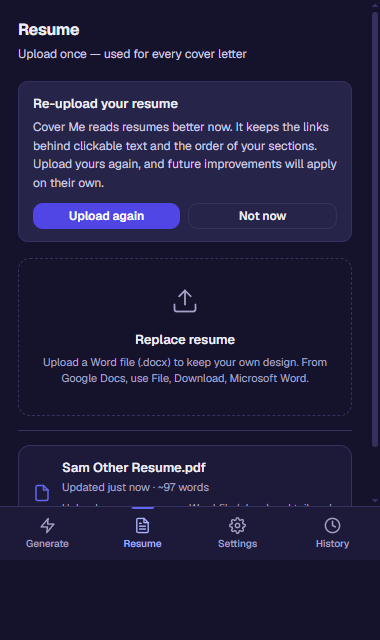 Resume
Upload once — used for every cover letter
Re-upload your resume
Cover Me reads resumes better now. It keeps the links
behind clickable text and the order of your sections.
Upload yours again, and future improvements will apply
on their own.
Upload again
Not now
Replace resume
Upload a Word file (.docx) to keep your own design. From
Google Docs, use File, Download, Microsoft Word.
Sam Other Resume.pdf
Updated just now · ~97 words
Generate
Resume
Settings
History